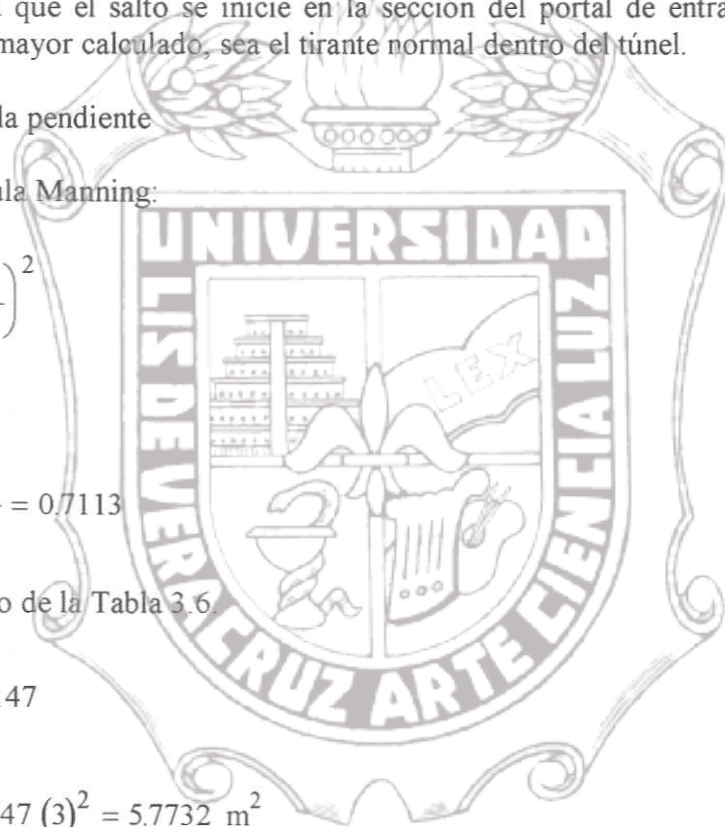 que el salto se inicie en la sección del portal de entra
mayor calculado, sea el tirante normal dentro del túnel.
la pendiente
ula Manning:
)²
= 0.7113
o de la Tabla 3.6.
47
47 (3)² = 5.7732 m²
UNIVERSIDAD
LIS DE VERACRUZ ARTE CIENCIA LUZ
LEX